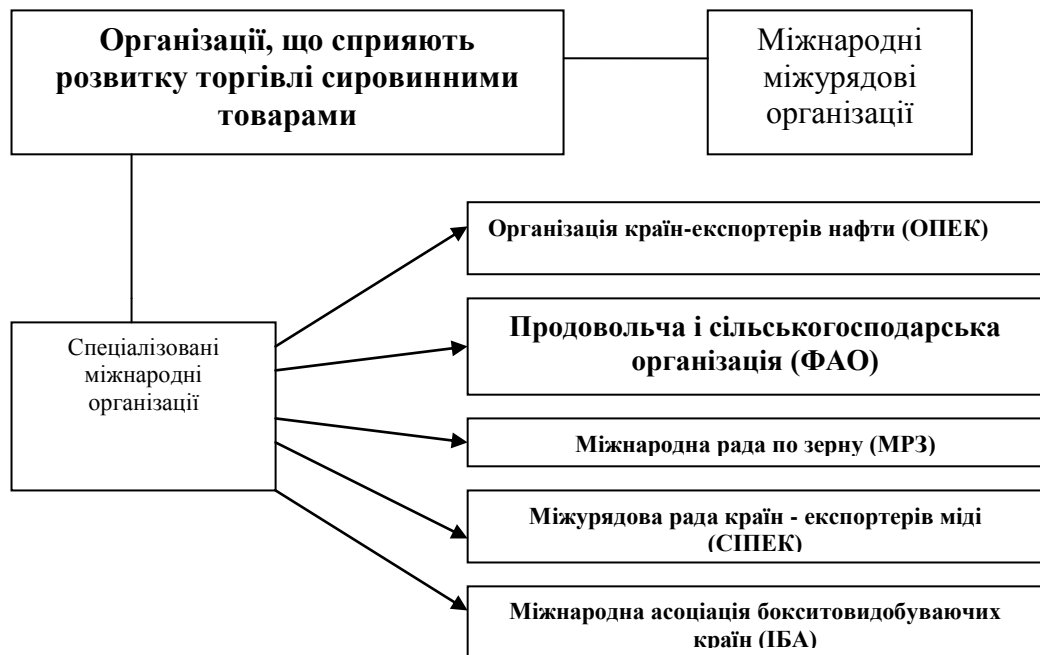 Організації, що сприяють
розвитку торгівлі сировинними
товарами
Міжнародні
міжурядові
організації
Спеціалізовані
міжнародні
організації
Організація країн-експортерів нафти (ОПЕК)
Продовольча і сільськогосподарська
організація (ФАО)
Міжнародна рада по зерну (МРЗ)
Міжурядова рада країн - експортерів міді
(СІПЕК)
Міжнародна асоціація бокситовидобуваючих
країн (ІБА)